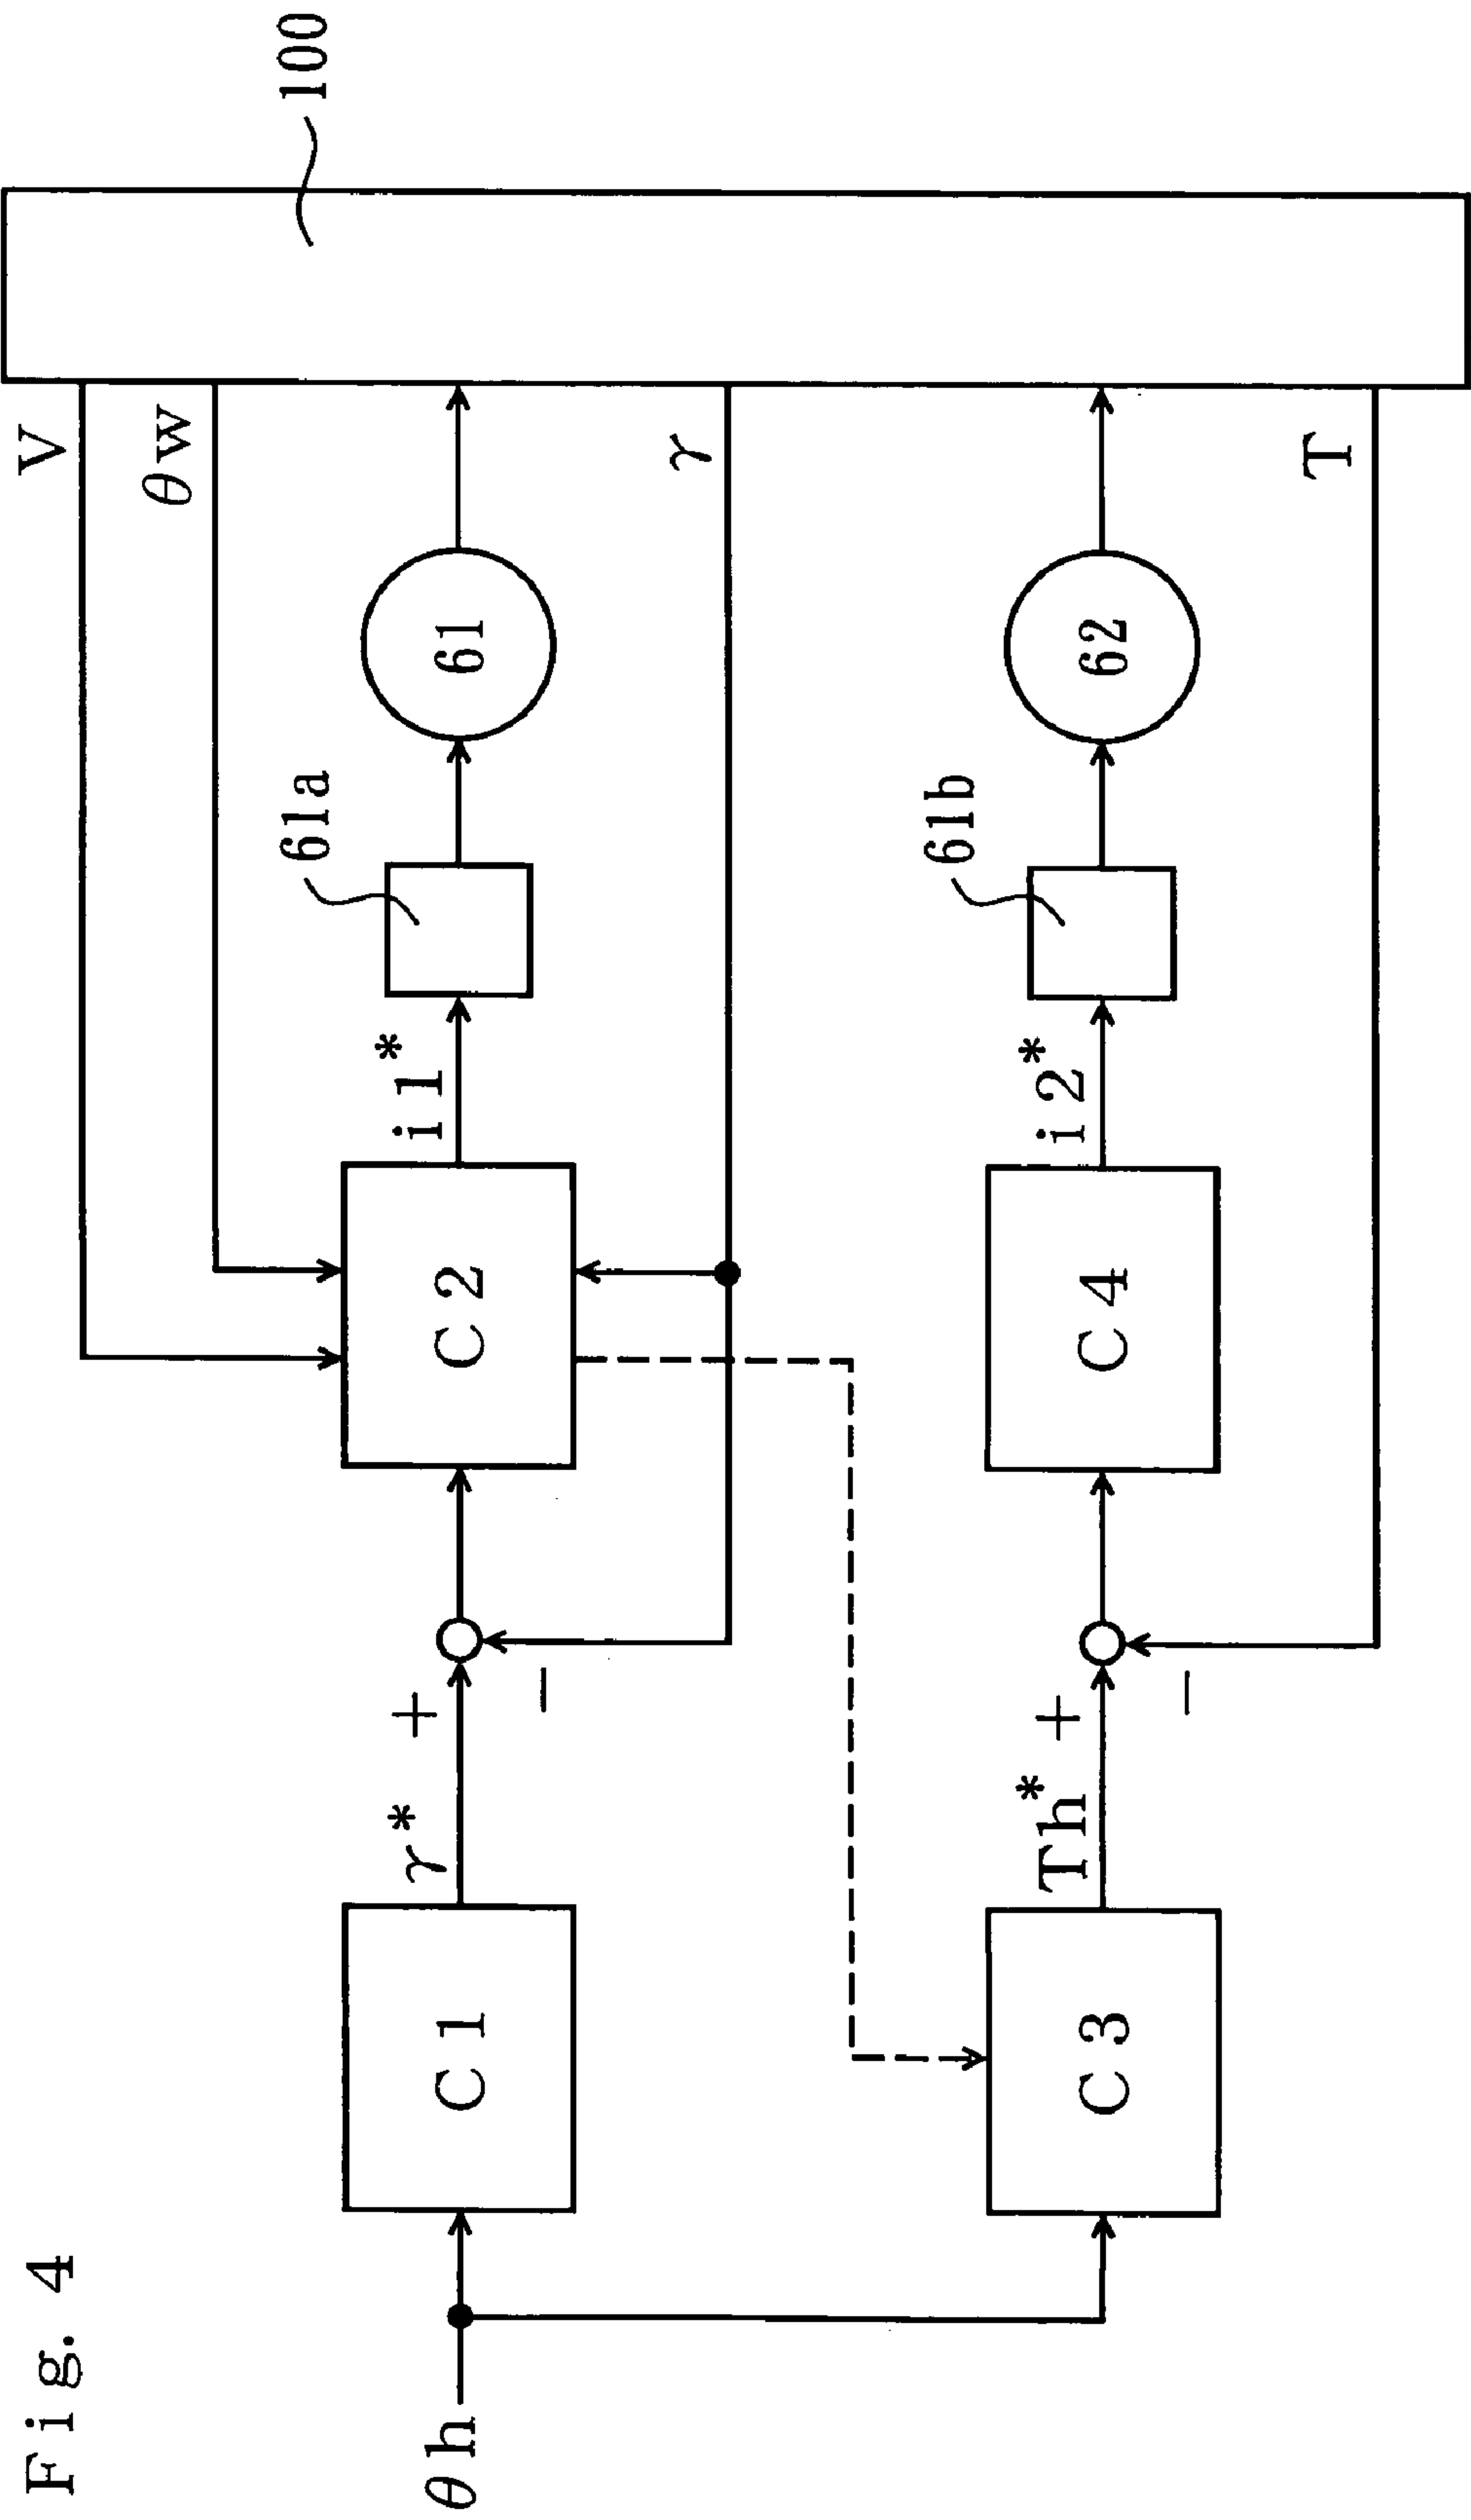 Fig. 4
V
θw
100
61a
θh
C1
γ*
+
−
C2
i1*
61
γ
61b
C3
Th*
+
−
C4
i2*
62
T